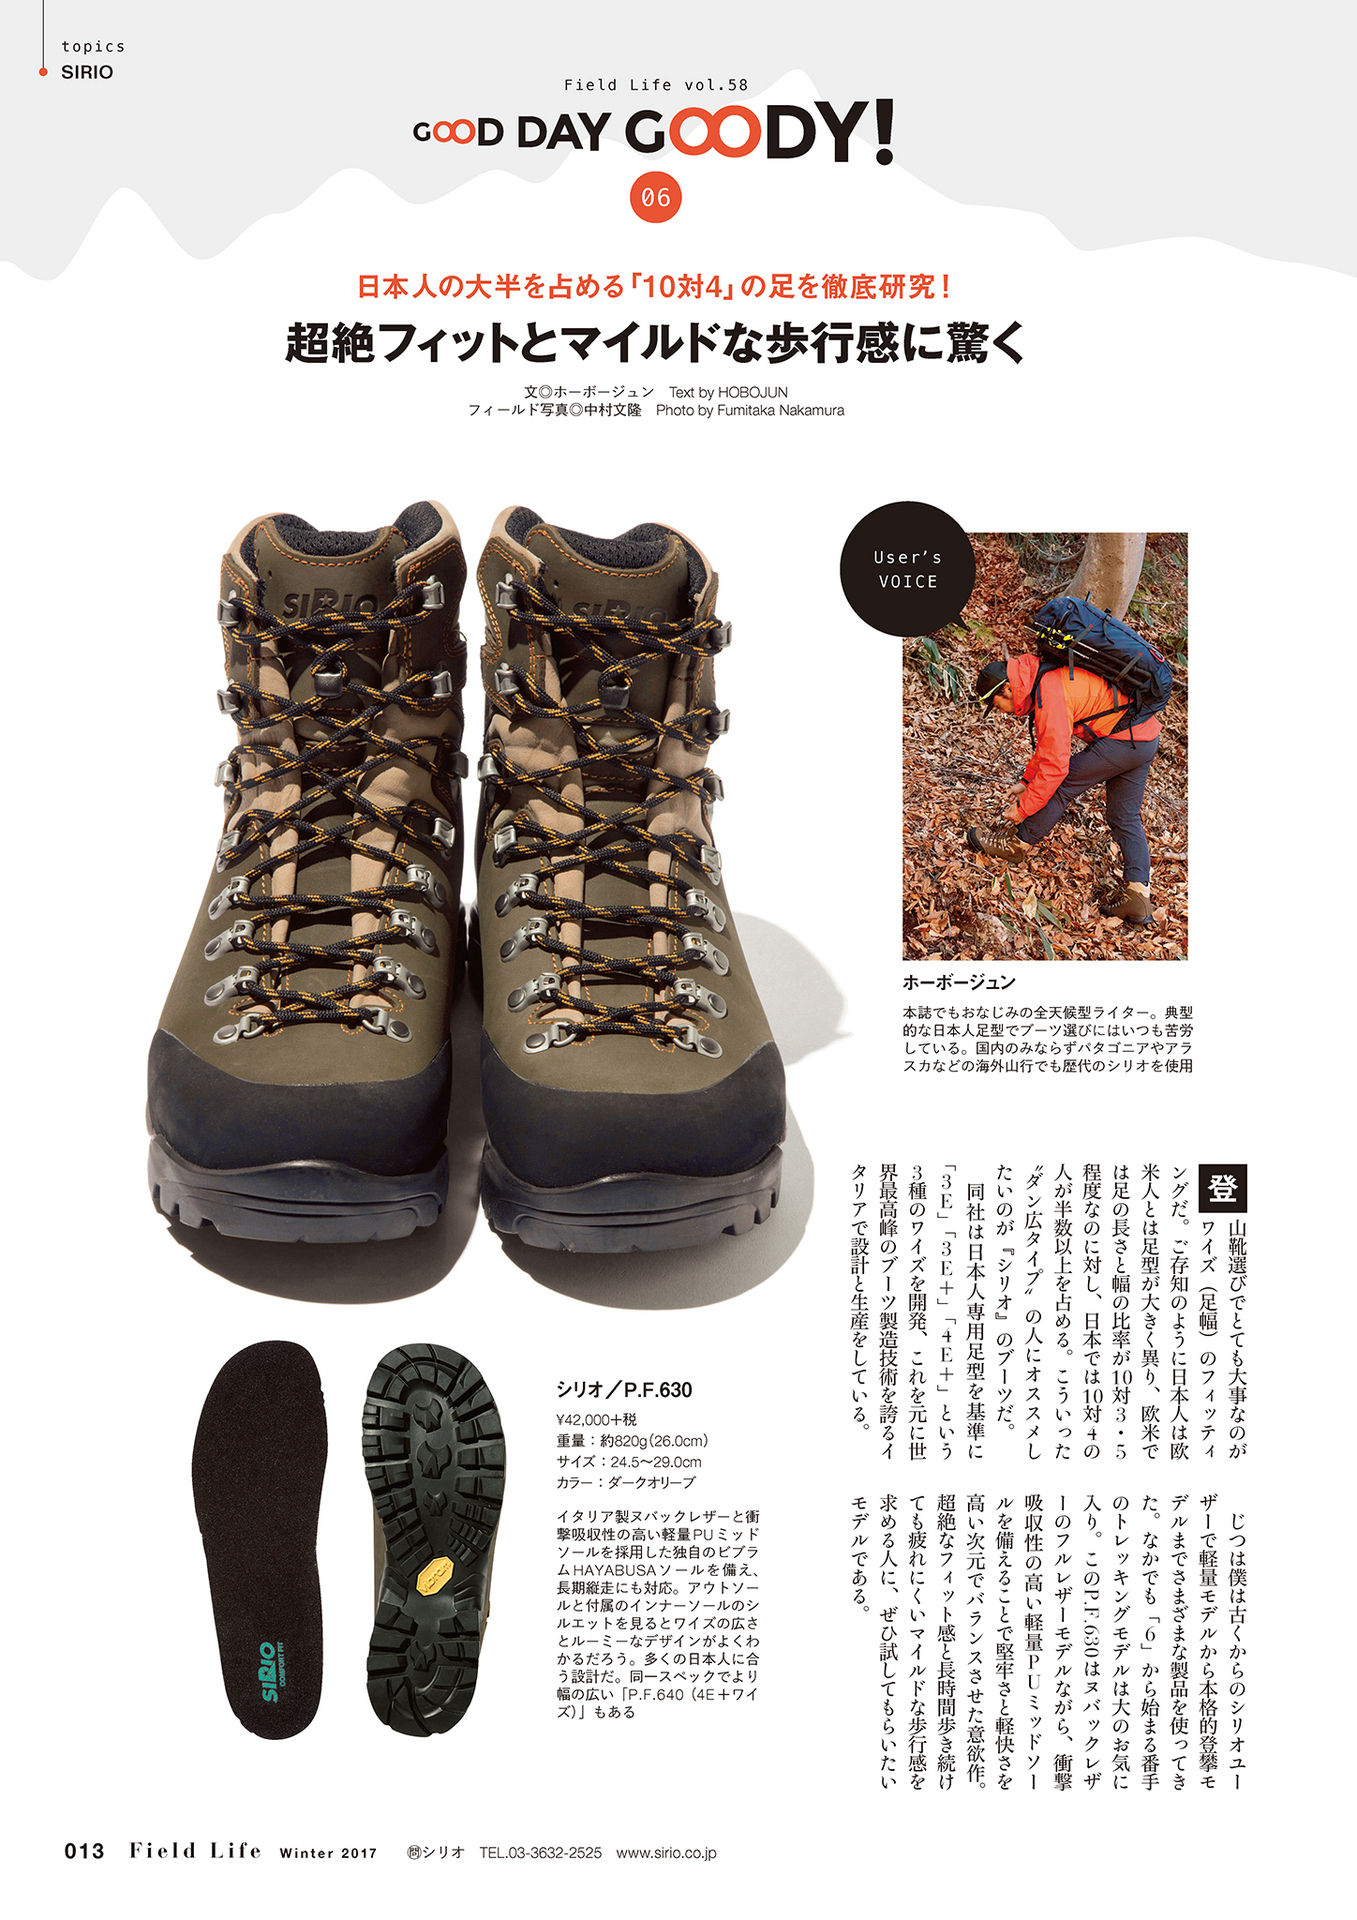 topics
SIRIO
Field Life vol.58
GOOD DAY GOODY!
06
日本人の大半を占める「10対4」の足を徹底研究！
超絶フィットとマイルドな歩行感に驚く
文◎ホーボージュン　Text by HOBOJUN
フィールド写真◎中村文隆　Photo by Fumitaka Nakamura
SIRIO
SIRIO
User's
VOICE
ホーボージュン
本誌でもおなじみの全天候型ライター。典型
的な日本人足型でブーツ選びにはいつも苦労
している。国内のみならずパタゴニアやアラ
スカなどの海外山行でも歴代のシリオを使用
登山靴選びでとても大事なのが
ワイズ（足幅）のフィッティ
ングだ。ご存知のように日本人は欧
米人とは足型が大きく異り、欧米で
は足の長さと幅の比率が10対3・5
程度なのに対し、日本では10対4の
人が半数以上を占める。こういった
〝ダン広タイプ〟の人にオススメし
たいのが『シリオ』のブーツだ。
同社は日本人専用足型を基準に
「3E」「3E＋」「4E＋」という
3種のワイズを開発、これを元に世
界最高峰のブーツ製造技術を誇るイ
タリアで設計と生産をしている。
じつは僕は古くからのシリオユー
ザーで軽量モデルから本格的登攀モ
デルまでさまざまな製品を使ってき
た。なかでも「6」から始まる番手
のトレッキングモデルは大のお気に
入り。このP.F.630はヌバックレザ
ーのフルレザーモデルながら、衝撃
吸収性の高い軽量PUミッドソー
ルを備えることで堅牢さと軽快さを
高い次元でバランスさせた意欲作。
超絶なフィット感と長時間歩き続け
ても疲れにくいマイルドな歩行感を
求める人に、ぜひ試してもらいたい
モデルである。
シリオ／P.F.630
¥42,000＋税
重量：約820g（26.0cm）
サイズ：24.5〜29.0cm
カラー：ダークオリーブ
イタリア製ヌバックレザーと衝
撃吸収性の高い軽量PUミッド
ソールを採用した独自のビブラ
ムHAYABUSAソールを備え、
長期縦走にも対応。アウトソー
ルと付属のインナーソールのシ
ルエットを見るとワイズの広さ
とルーミーなデザインがよくわ
かるだろう。多くの日本人に合
う設計だ。同一スペックでより
幅の広い「P.F.640（4E＋ワイ
ズ）」もある
SIRIO
COMFORT FIT
vibram
013 Field Life Winter 2017 ㉄シリオ　TEL.03-3632-2525　www.sirio.co.jp